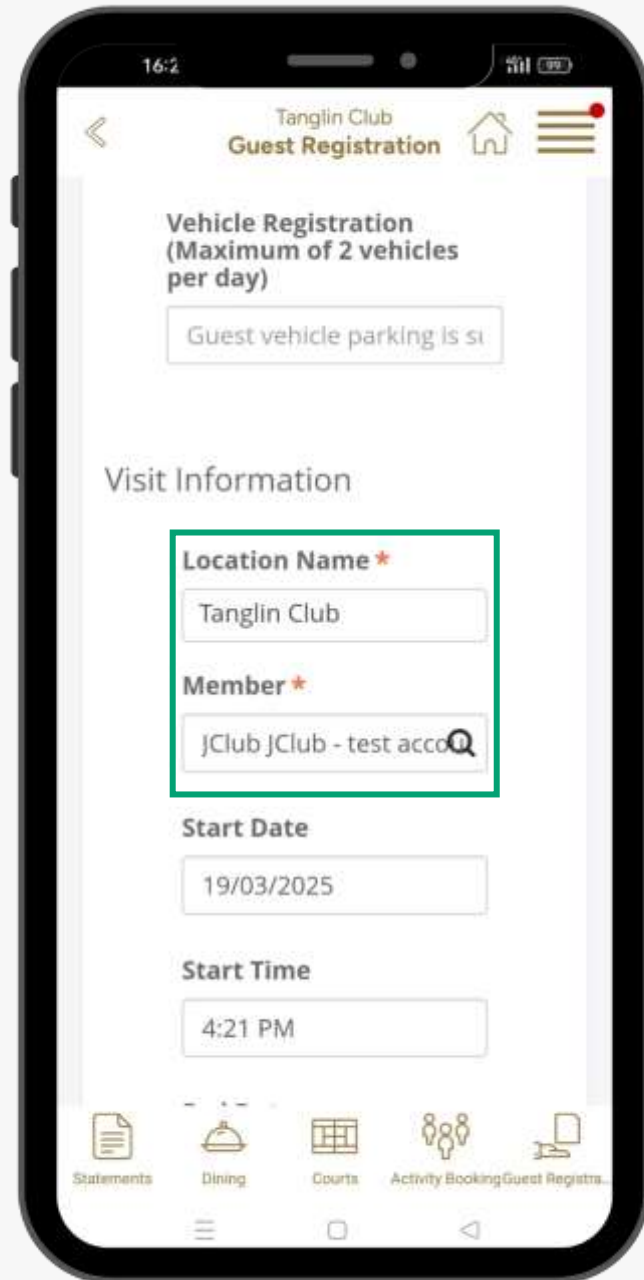 16:2
99
Tanglin Club
Guest Registration
Vehicle Registration
(Maximum of 2 vehicles
per day)
Guest vehicle parking is
Visit Information
Location Name *
Tanglin Club
Member *
JClub JClub - test
Start Date
19/03/2025
Start Time
4:21 PM
Statements
Dining
Courts
Activity Booking
Guest Registra...